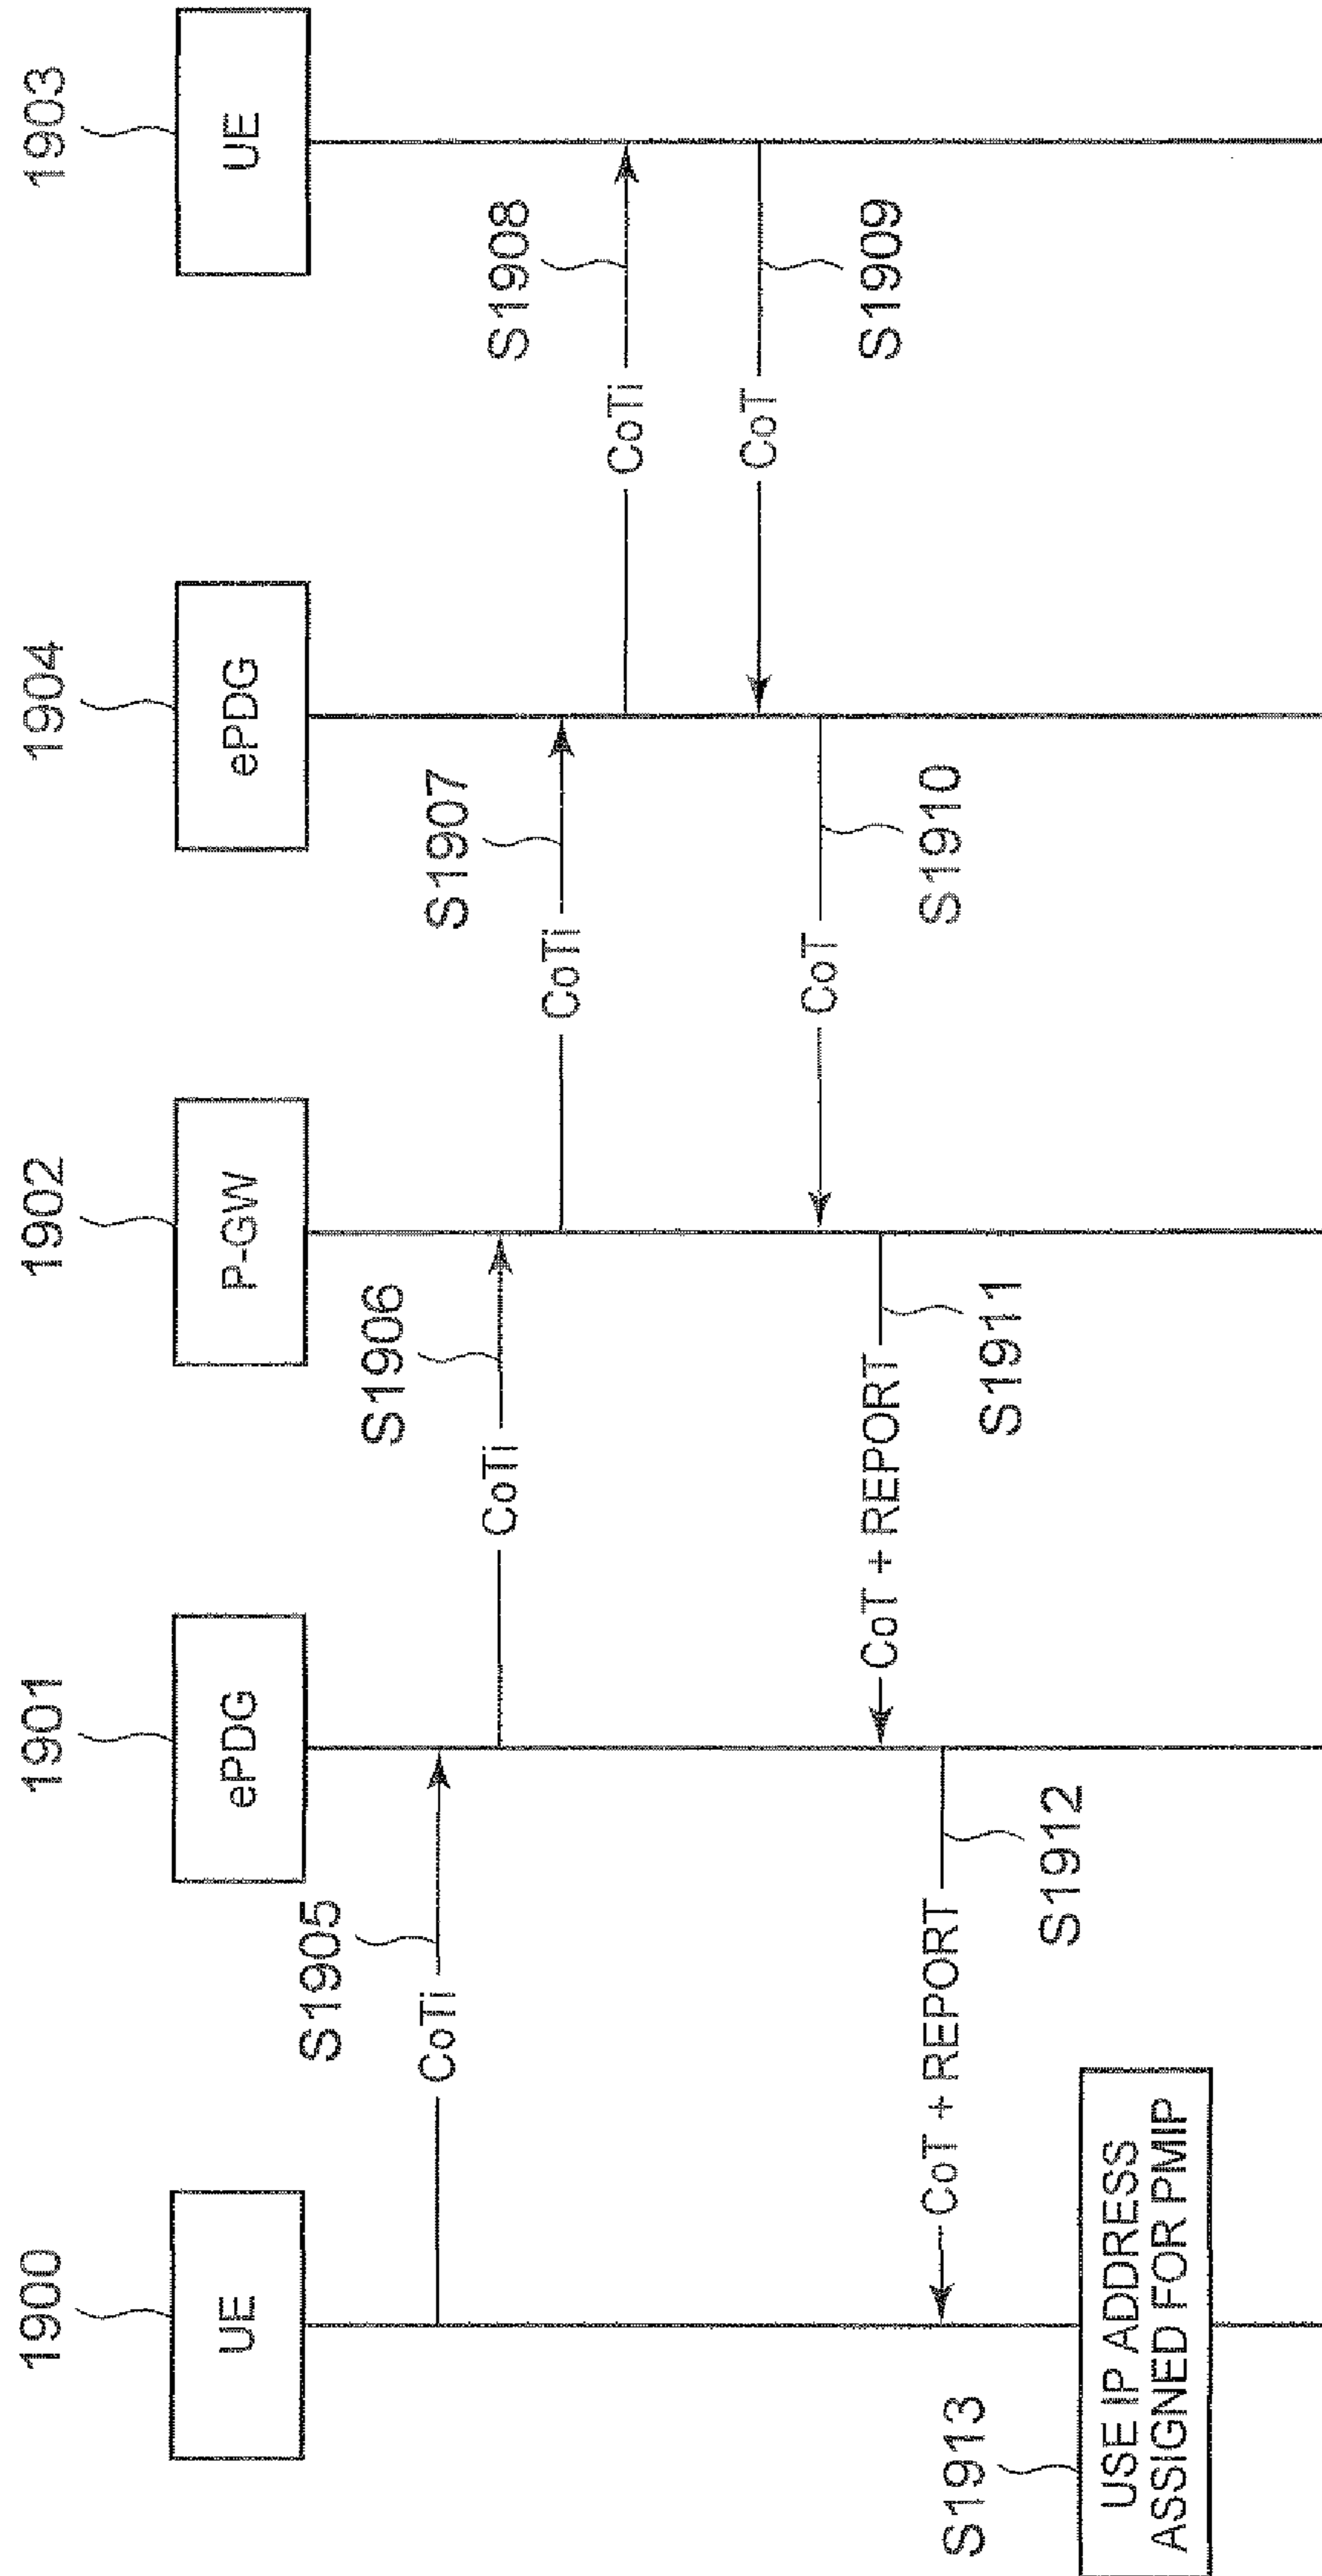 1900
1901
1902
1904
1903
UE
ePDG
P-GW
ePDG
UE
S1905
CoTi
S1906
CoTi
S1907
CoTi
S1908
CoTi
CoT
S1909
CoT
S1910
CoT + REPORT
S1911
CoT + REPORT
S1912
S1913
USE IP ADDRESS
ASSIGNED FOR PMIP